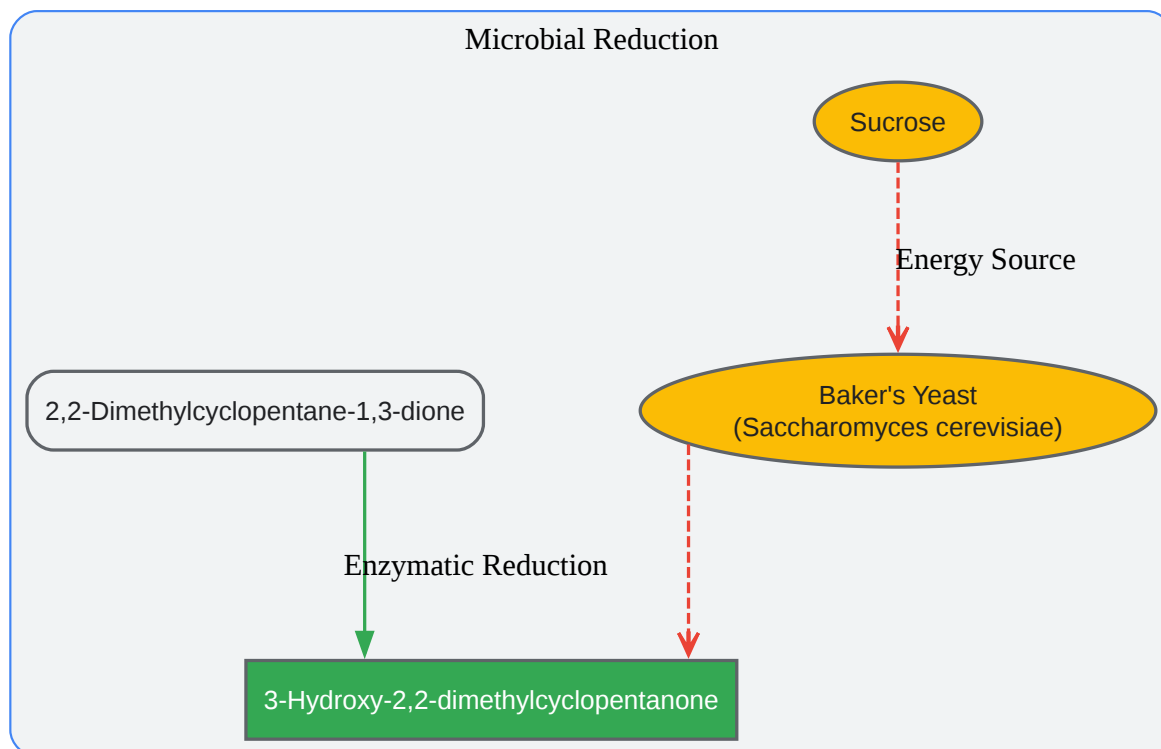 Microbial Reduction
Sucrose
Energy Source
2,2-Dimethylcyclopentane-1,3-dione
Baker's Yeast
(Saccharomyces cerevisiae)
Enzymatic Reduction
3-Hydroxy-2,2-dimethylcyclopentanone